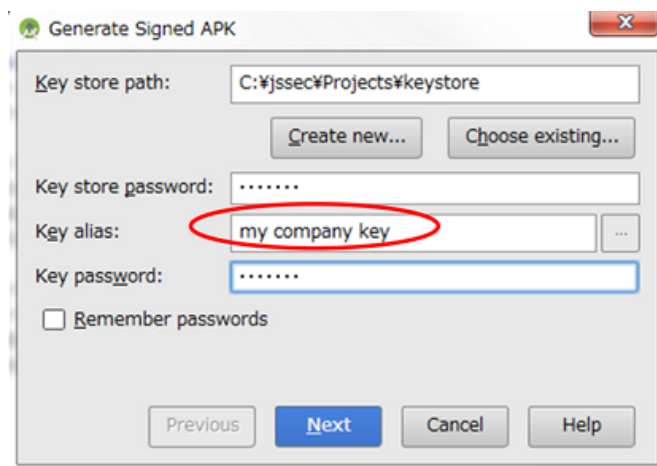 Generate Signed APK
Key store path: C:¥jssec¥Projects¥keystore
Create new... Choose existing...
Key store password: •••••••
Key alias: my company key ...
Key password: •••••••
Remember passwords
Previous Next Cancel Help